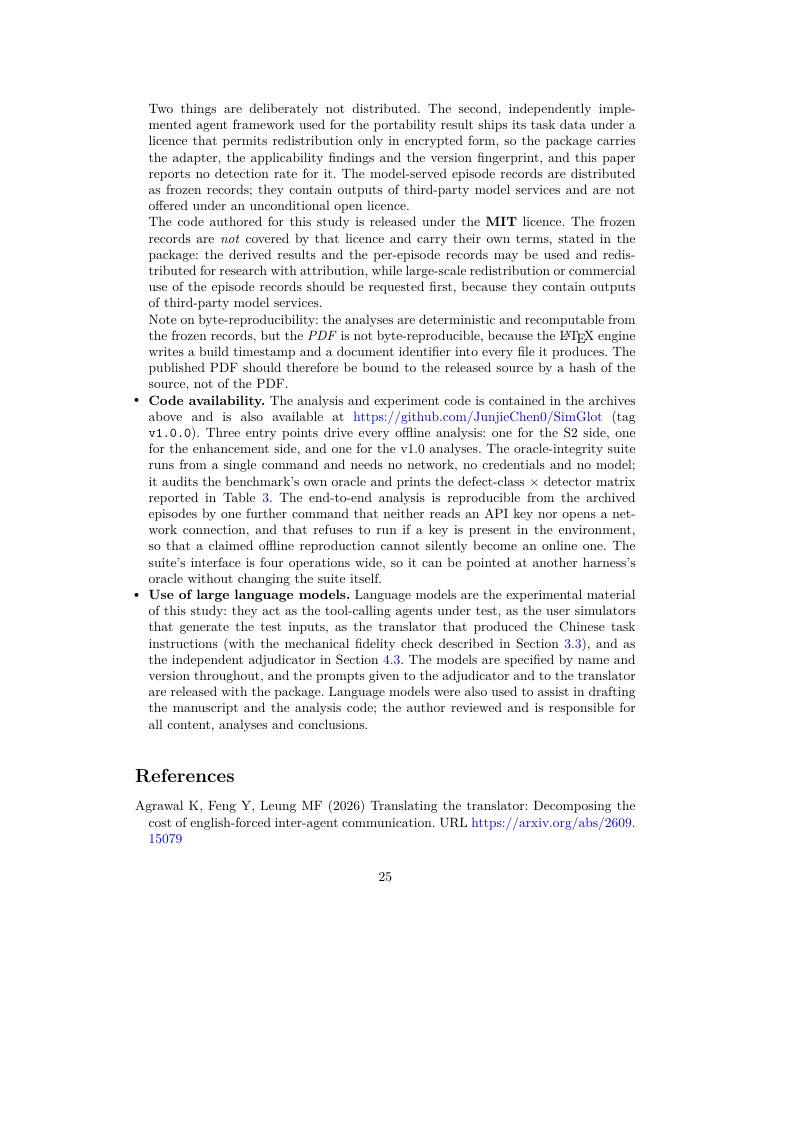 Two things are deliberately not distributed. The second, independently imple-
mented agent framework used for the portability result ships its task data under a
licence that permits redistribution only in encrypted form, so the package carries
the adapter, the applicability findings and the version fingerprint, and this paper
reports no detection rate for it. The model-served episode records are distributed
as frozen records; they contain outputs of third-party model services and are not
offered under an unconditional open licence.
The code authored for this study is released under the MIT licence. The frozen
records are not covered by that licence and carry their own terms, stated in the
package: the derived results and the per-episode records may be used and redis-
tributed for research with attribution, while large-scale redistribution or commercial
use of the episode records should be requested first, because they contain outputs
of third-party model services.
Note on byte-reproducibility: the analyses are deterministic and recomputable from
the frozen records, but the PDF is not byte-reproducible, because the LATEX engine
writes a build timestamp and a document identifier into every file it produces. The
published PDF should therefore be bound to the released source by a hash of the
source, not of the PDF.
• Code availability. The analysis and experiment code is contained in the archives
above and is also available at https://github.com/JunjieChen0/SimGlot (tag
v1.0.0). Three entry points drive every offline analysis: one for the S2 side, one
for the enhancement side, and one for the v1.0 analyses. The oracle-integrity suite
runs from a single command and needs no network, no credentials and no model;
it audits the benchmark's own oracle and prints the defect-class × detector matrix
reported in Table 3. The end-to-end analysis is reproducible from the archived
episodes by one further command that neither reads an API key nor opens a net-
work connection, and that refuses to run if a key is present in the environment,
so that a claimed offline reproduction cannot silently become an online one. The
suite's interface is four operations wide, so it can be pointed at another harness's
oracle without changing the suite itself.
• Use of large language models. Language models are the experimental material
of this study: they act as the tool-calling agents under test, as the user simulators
that generate the test inputs, as the translator that produced the Chinese task
instructions (with the mechanical fidelity check described in Section 3.3), and as
the independent adjudicator in Section 4.3. The models are specified by name and
version throughout, and the prompts given to the adjudicator and to the translator
are released with the package. Language models were also used to assist in drafting
the manuscript and the analysis code; the author reviewed and is responsible for
all content, analyses and conclusions.
References
Agrawal K, Feng Y, Leung MF (2026) Translating the translator: Decomposing the
cost of english-forced inter-agent communication. URL https://arxiv.org/abs/2609.
15079
25